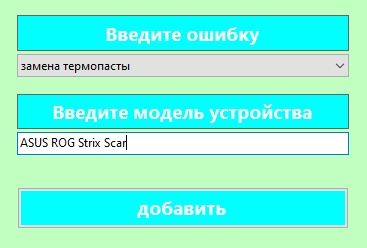 Введите ошибку
замена термопасты
Введите модель устройства
ASUS ROG Strix Scar
добавить